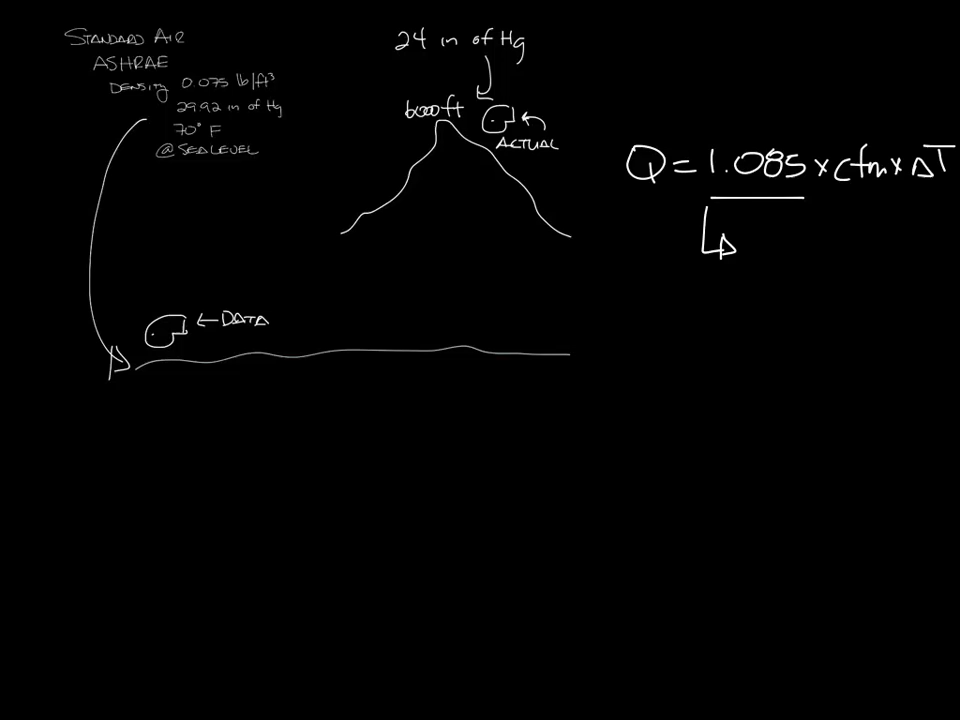 STANDARD AIR
ASHRAE
DENSITY 0.075 lb/ft³
29.92 in of Hg
70° F
@ SEA LEVEL
24 in of Hg
6000 ft
ACTUAL
Q = 1.085 × cfm × ΔT
← DATA